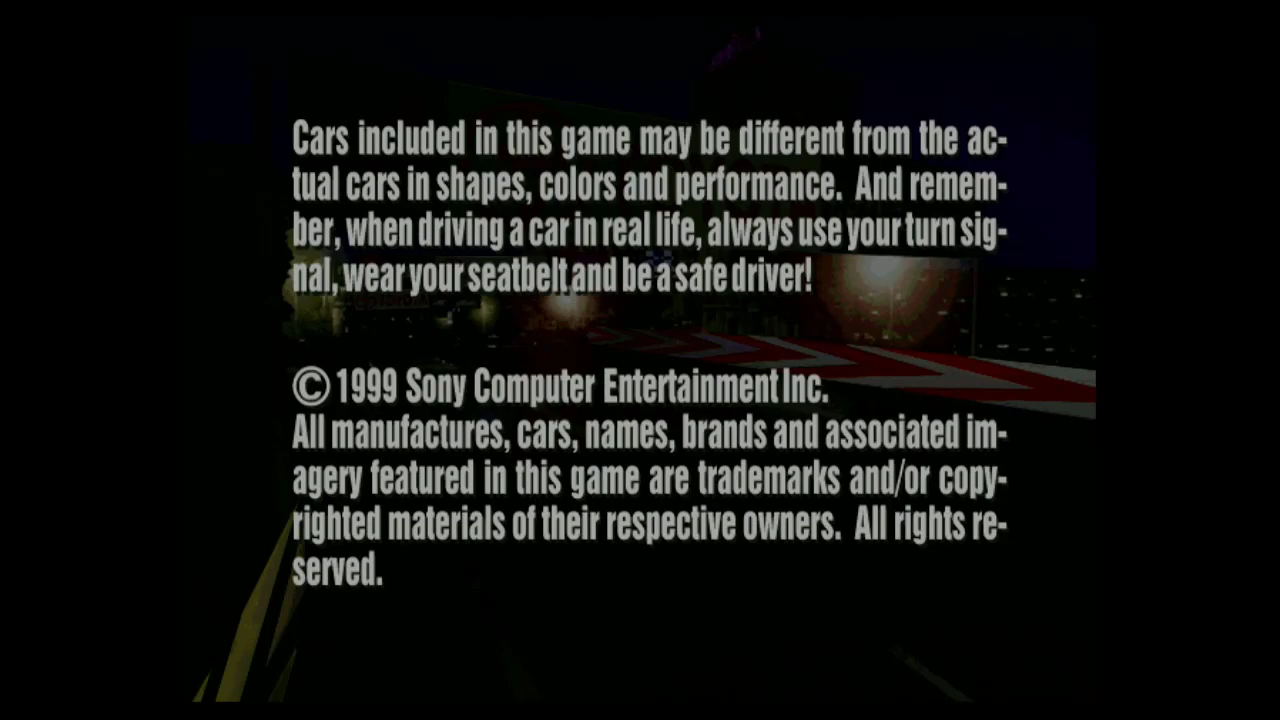 Cars included in this game may be different from the ac-
tual cars in shapes, colors and performance. And remem-
ber, when driving a car in real life, always use your turn sig-
nal, wear your seatbelt and be a safe driver!
© 1999 Sony Computer Entertainment Inc.
All manufactures, cars, names, brands and associated im-
agery featured in this game are trademarks and/or copy-
righted materials of their respective owners. All rights re-
served.